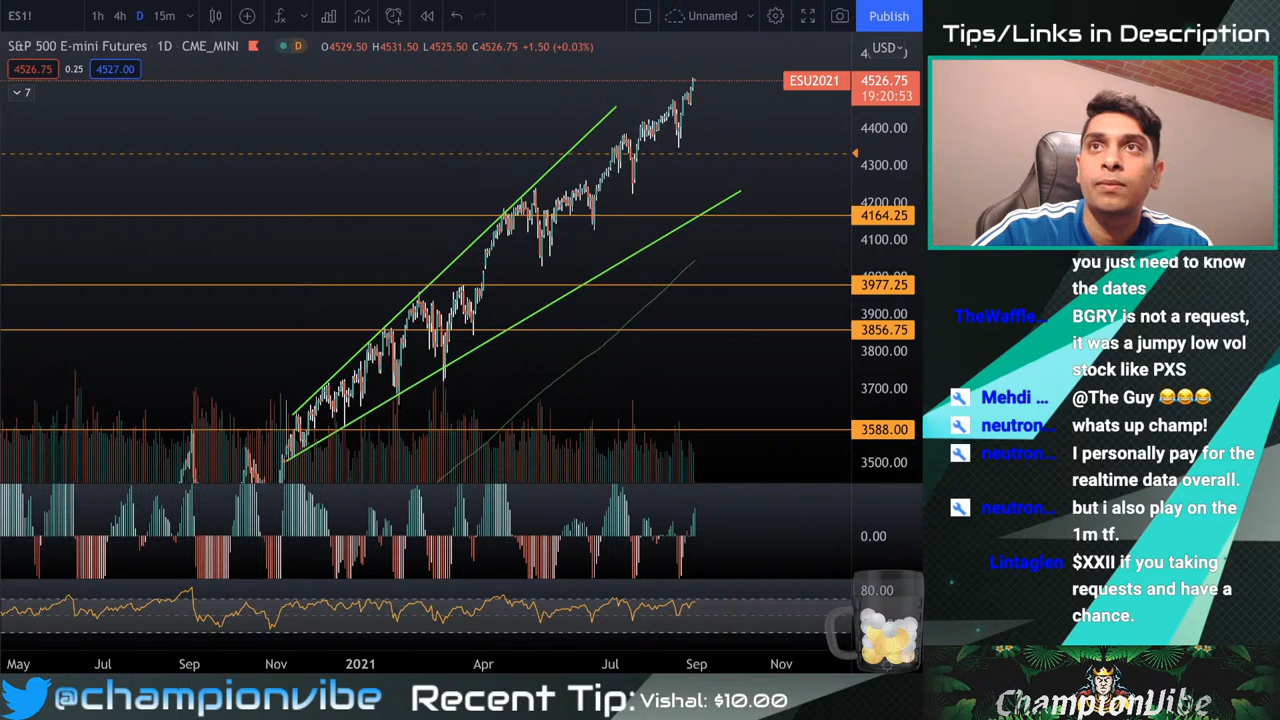 ES1!
1h 4h D 15m
Unnamed
Publish
S&P 500 E-mini Futures · 1D · CME_MINI
D
O4529.50 H4531.50 L4525.50 C4526.75 +1.50 (+0.03%)
USD
4526.75 0.25 4527.00
7
ESU2021
4526.75
19:20:53
4400.00
4300.00
4200.00
4164.25
4100.00
3977.25
3900.00
3856.75
3800.00
3700.00
3588.00
3500.00
0.00
80.00
May Jul Sep Nov 2021 Apr Jul Sep Nov
Tips/Links in Description
you just need to know
the dates
TheWaffle... BGRY is not a request,
it was a jumpy low vol
stock like PXS
Mehdi ... @The Guy 😂😂😂
neutron... whats up champ!
neutron... I personally pay for the
realtime data overall.
neutron... but i also play on the
1m tf.
Lintaglen $XXII if you taking
requests and have a
chance.
@championvibe
Recent Tip: Vishal: $10.00
ChampionVibe